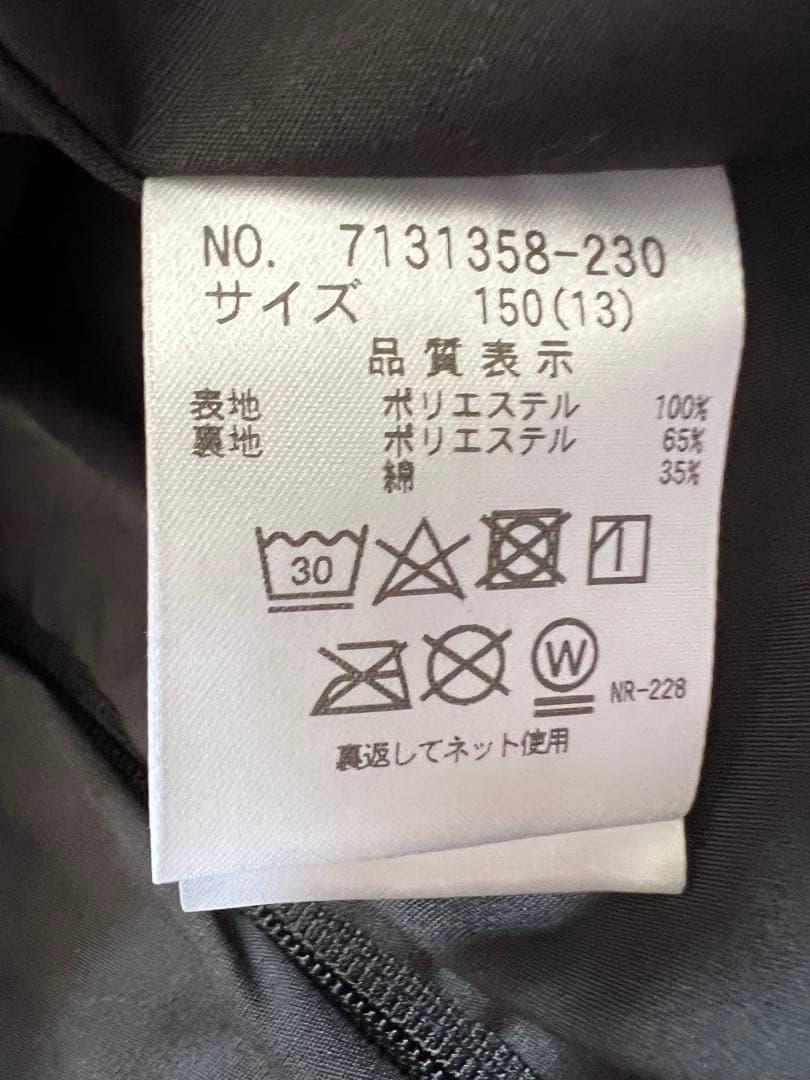 NO. 7131358-230
サイズ 150(13)
品質表示
表地 ポリエステル 100%
裏地 ポリエステル 65%
綿 35%
30
W NR-228
裏返してネット使用